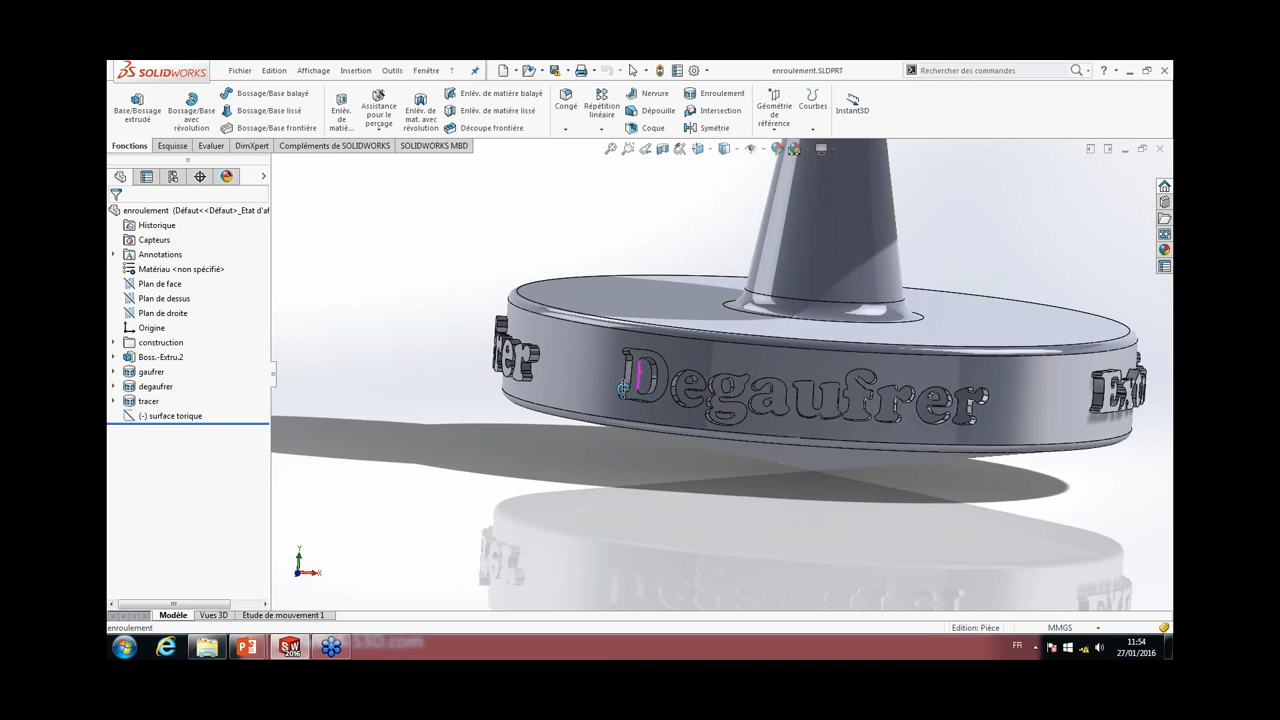 SOLIDWORKS
Fichier Edition Affichage Insertion Outils Fenêtre ?
enroulement.SLDPRT
Rechercher des commandes
Base/Bossage extrudé
Bossage/Base avec révolution
Bossage/Base balayé
Bossage/Base lissé
Bossage/Base frontière
Enlèv. de matiè...
Assistance pour le perçage
Enlèv. de mat. avec révolution
Enlèv. de matière balayé
Enlèv. de matière lissé
Découpe frontière
Congé
Répétition linéaire
Nervure
Dépouille
Coque
Enroulement
Intersection
Symétrie
Géométrie de référence
Courbes
Instant3D
Fonctions Esquisse Evaluer DimXpert Compléments de SOLIDWORKS SOLIDWORKS MBD
enroulement (Défaut<<Défaut>_Etat d'af
Historique
Capteurs
Annotations
Matériau <non spécifié>
Plan de face
Plan de dessus
Plan de droite
Origine
construction
Boss.-Extru.2
gaufrer
degaufrer
tracer
(-) surface torique
rer
Degaufrer
Ext
Y
X
Modèle Vues 3D Etude de mouvement 1
enroulement
Edition: Pièce
MMGS
SW 2016
3D.com
FR
11:54
27/01/2016